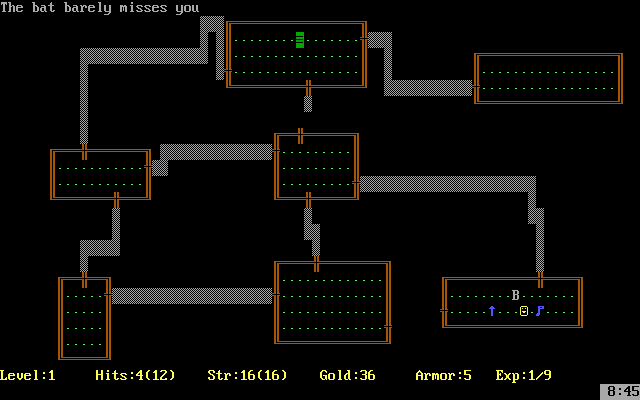 The bat barely misses you
B
Level:1 Hits:4(12) Str:16(16) Gold:36 Armor:5 Exp:1/9
8:45